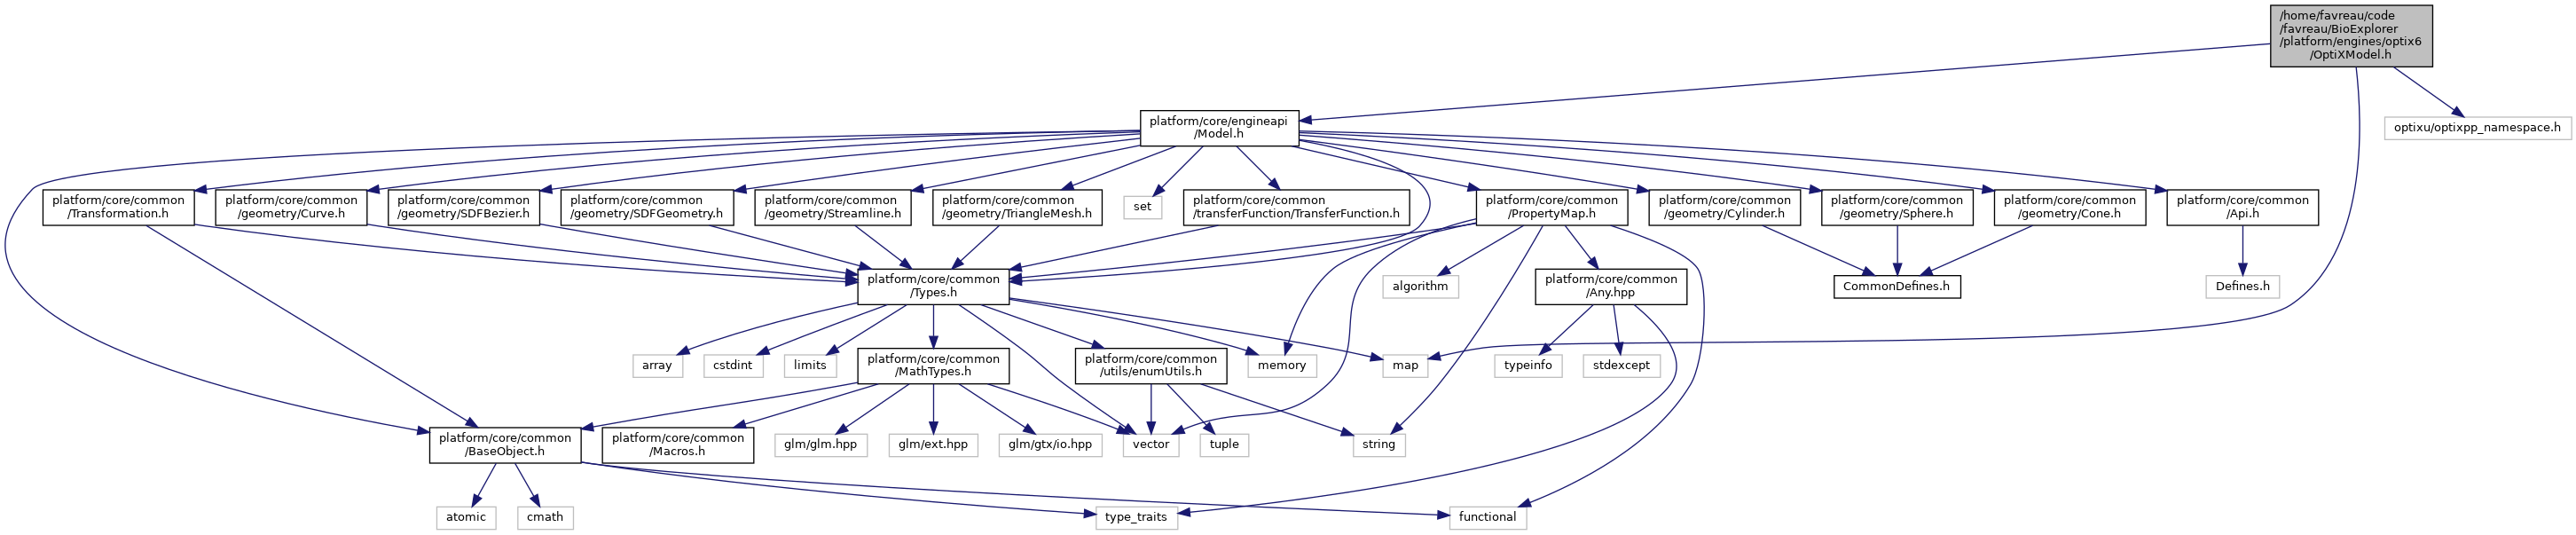 /home/favreau/code
/favreau/BioExplorer
/platform/engines/optix6
/OptiXModel.h
platform/core/engineapi
/Model.h
optixu/optixpp_namespace.h
platform/core/common
/Transformation.h
platform/core/common
/geometry/Curve.h
platform/core/common
/geometry/SDFBezier.h
platform/core/common
/geometry/SDFGeometry.h
platform/core/common
/geometry/Streamline.h
platform/core/common
/geometry/TriangleMesh.h
set
platform/core/common
/transferFunction/TransferFunction.h
platform/core/common
/PropertyMap.h
platform/core/common
/geometry/Cylinder.h
platform/core/common
/geometry/Sphere.h
platform/core/common
/geometry/Cone.h
platform/core/common
/Api.h
platform/core/common
/Types.h
algorithm
platform/core/common
/Any.hpp
CommonDefines.h
Defines.h
array
cstdint
limits
platform/core/common
/MathTypes.h
platform/core/common
/utils/enumUtils.h
memory
map
typeinfo
stdexcept
platform/core/common
/BaseObject.h
platform/core/common
/Macros.h
glm/glm.hpp
glm/ext.hpp
glm/gtx/io.hpp
vector
tuple
string
atomic
cmath
type_traits
functional